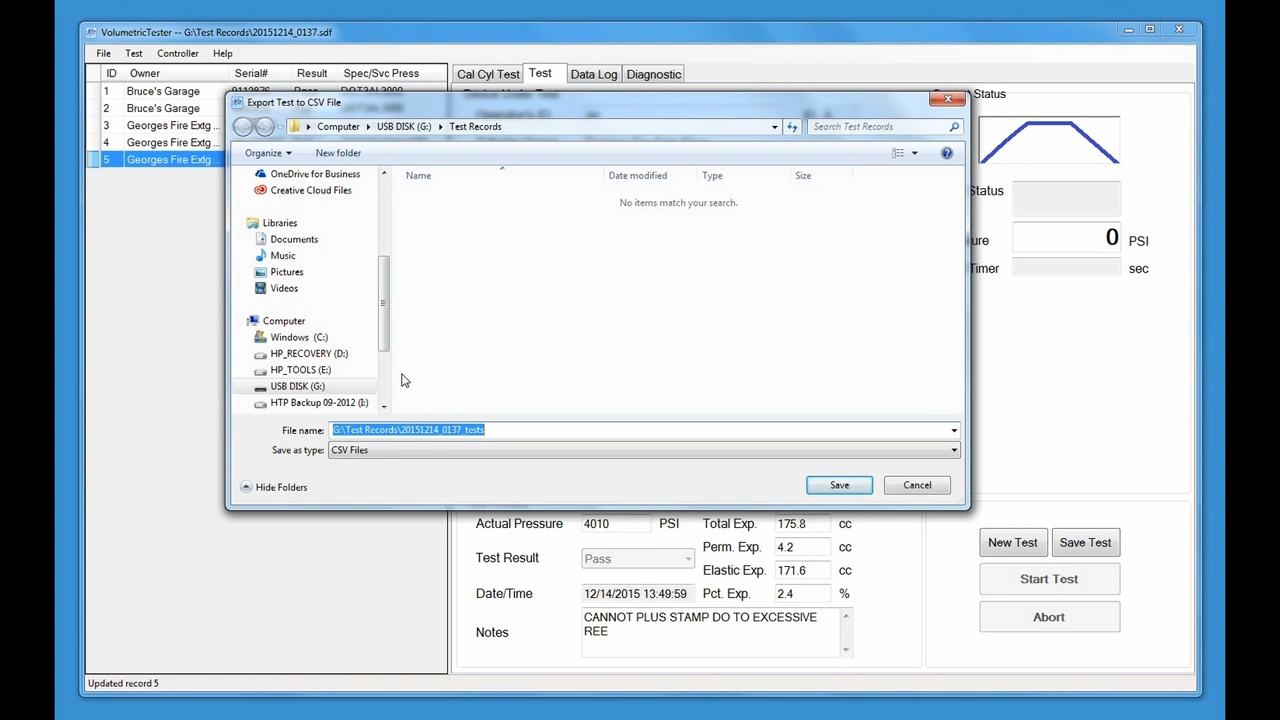 VolumetricTester -- G:\Test Records\20151214_0137.sdf
File Test Controller Help
ID Owner Serial# Result Spec/Svc Press
Cal Cyl Test Test Data Log Diagnostic
1 Bruce's Garage
2 Bruce's Garage
3 Georges Fire Extg ...
4 Georges Fire Extg ...
5 Georges Fire Extg ...
Export Test to CSV File
Computer USB DISK (G:) Test Records
Search Test Records
Organize New folder
Name Date modified Type Size
No items match your search.
OneDrive for Business
Creative Cloud Files
Libraries
Documents
Music
Pictures
Videos
Computer
Windows (C:)
HP_RECOVERY (D:)
HP_TOOLS (E:)
USB DISK (G:)
HTP Backup 09-2012 (I:)
File name: G:\Test Records\20151214_0137_tests
Save as type: CSV Files
Hide Folders
Save Cancel
Status
Status
ure 0 PSI
Timer sec
Actual Pressure 4010 PSI Total Exp. 175.8 cc
Perm. Exp. 4.2 cc
Test Result Pass
Elastic Exp. 171.6 cc
Date/Time 12/14/2015 13:49:59 Pct. Exp. 2.4 %
Notes CANNOT PLUS STAMP DO TO EXCESSIVE
REE
New Test Save Test
Start Test
Abort
Updated record 5